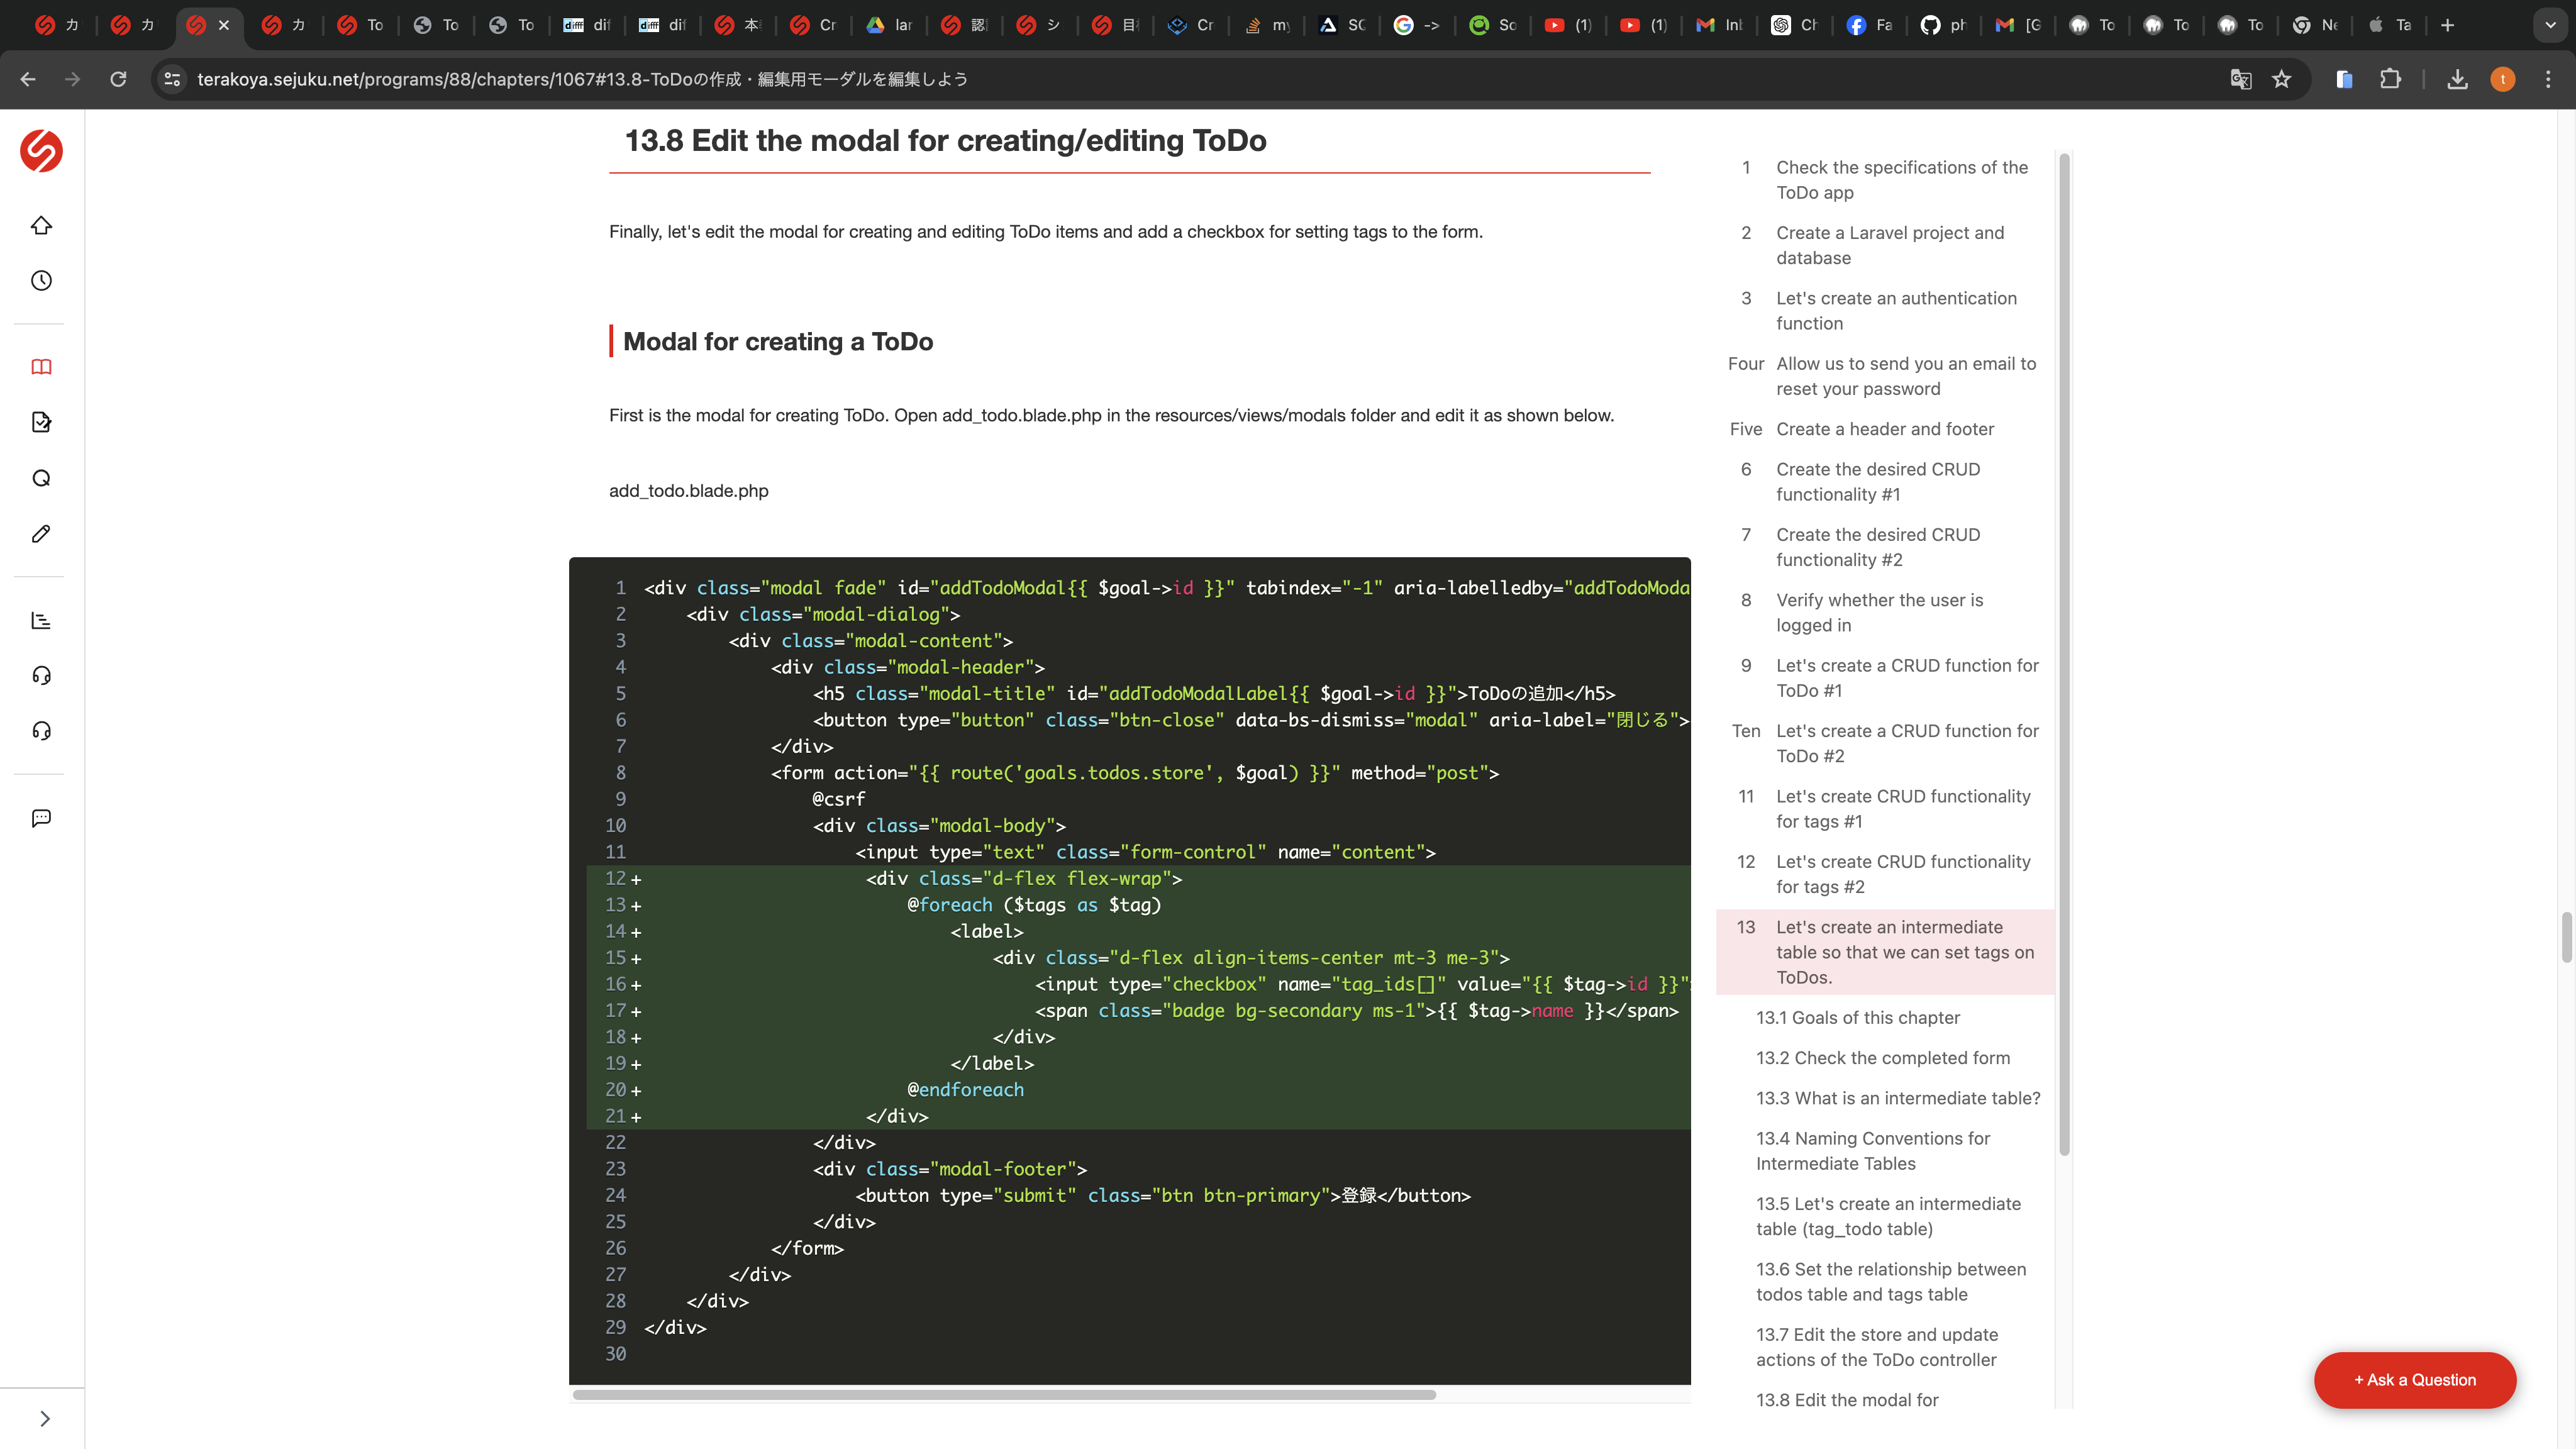 カ
カ
カ
To
To
To
difff dif
difff dif
本
Cr
lar
認
シ
目
Cr
my
SC
->
So
(1)
(1)
Inb
Ch
Fa
ph
[G
To
To
To
Ne
Ta
terakoya.sejuku.net/programs/88/chapters/1067#13.8-ToDoの作成・編集用モーダルを編集しよう
t
13.8 Edit the modal for creating/editing ToDo
Finally, let's edit the modal for creating and editing ToDo items and add a checkbox for setting tags to the form.
Modal for creating a ToDo
First is the modal for creating ToDo. Open add_todo.blade.php in the resources/views/modals folder and edit it as shown below.
add_todo.blade.php
1 <div class="modal fade" id="addTodoModal{{ $goal->id }}" tabindex="-1" aria-labelledby="addTodoModa
2 <div class="modal-dialog">
3 <div class="modal-content">
4 <div class="modal-header">
5 <h5 class="modal-title" id="addTodoModalLabel{{ $goal->id }}">ToDoの追加</h5>
6 <button type="button" class="btn-close" data-bs-dismiss="modal" aria-label="閉じる">
7 </div>
8 <form action="{{ route('goals.todos.store', $goal) }}" method="post">
9 @csrf
10 <div class="modal-body">
11 <input type="text" class="form-control" name="content">
12 + <div class="d-flex flex-wrap">
13 + @foreach ($tags as $tag)
14 + <label>
15 + <div class="d-flex align-items-center mt-3 me-3">
16 + <input type="checkbox" name="tag_ids[]" value="{{ $tag->id }}"
17 + <span class="badge bg-secondary ms-1">{{ $tag->name }}</span>
18 + </div>
19 + </label>
20 + @endforeach
21 + </div>
22 </div>
23 <div class="modal-footer">
24 <button type="submit" class="btn btn-primary">登録</button>
25 </div>
26 </form>
27 </div>
28 </div>
29 </div>
30
1 Check the specifications of the
ToDo app
2 Create a Laravel project and
database
3 Let's create an authentication
function
Four Allow us to send you an email to
reset your password
Five Create a header and footer
6 Create the desired CRUD
functionality #1
7 Create the desired CRUD
functionality #2
8 Verify whether the user is
logged in
9 Let's create a CRUD function for
ToDo #1
Ten Let's create a CRUD function for
ToDo #2
11 Let's create CRUD functionality
for tags #1
12 Let's create CRUD functionality
for tags #2
13 Let's create an intermediate
table so that we can set tags on
ToDos.
13.1 Goals of this chapter
13.2 Check the completed form
13.3 What is an intermediate table?
13.4 Naming Conventions for
Intermediate Tables
13.5 Let's create an intermediate
table (tag_todo table)
13.6 Set the relationship between
todos table and tags table
13.7 Edit the store and update
actions of the ToDo controller
13.8 Edit the modal for
+ Ask a Question